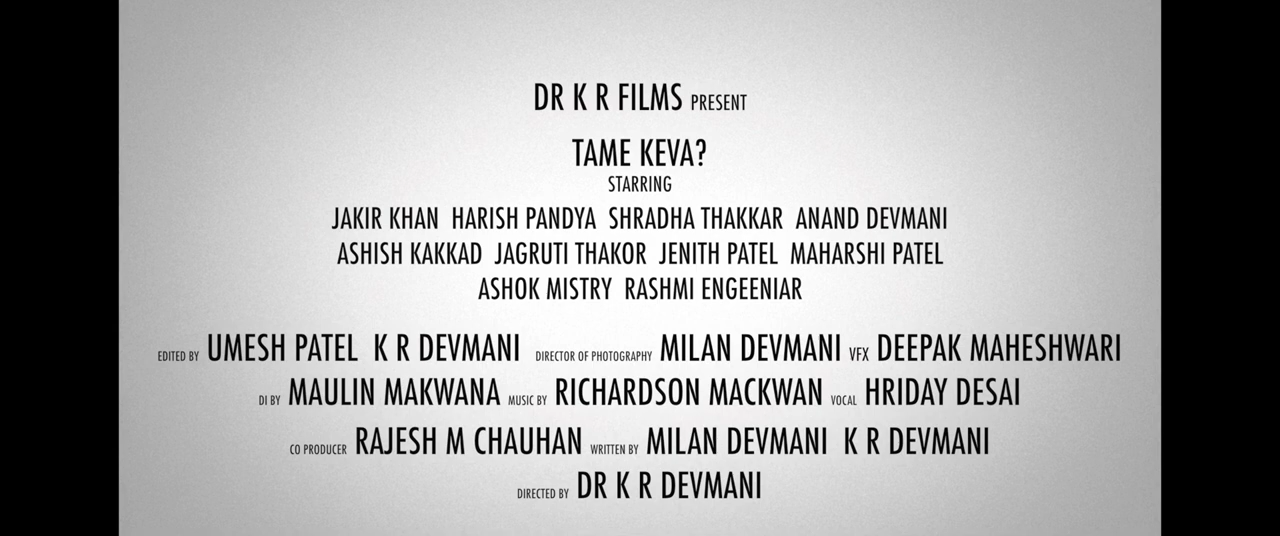 DR K R FILMS PRESENT
TAME KEVA?
STARRING
JAKIR KHAN HARISH PANDYA SHRADHA THAKKAR ANAND DEVMANI
ASHISH KAKKAD JAGRUTI THAKOR JENITH PATEL MAHARSHI PATEL
ASHOK MISTRY RASHMI ENGEENIAR
EDITED BY UMESH PATEL K R DEVMANI DIRECTOR OF PHOTOGRAPHY MILAN DEVMANI VFX DEEPAK MAHESHWARI
DI BY MAULIN MAKWANA MUSIC BY RICHARDSON MACKWAN VOCAL HRIDAY DESAI
CO PRODUCER RAJESH M CHAUHAN WRITTEN BY MILAN DEVMANI K R DEVMANI
DIRECTED BY DR K R DEVMANI